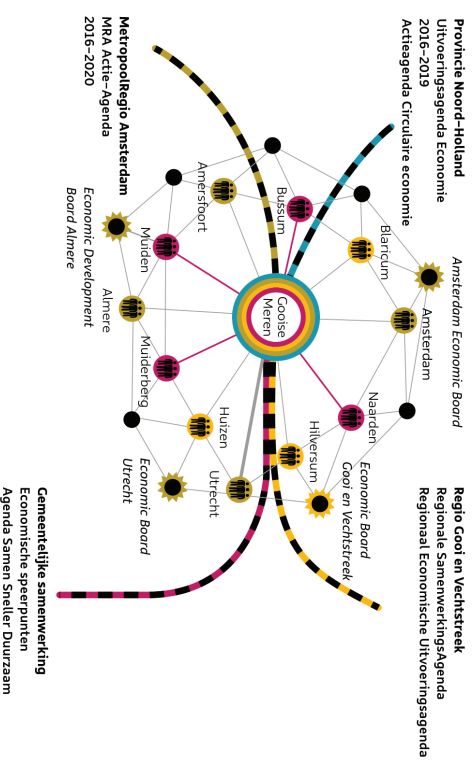 Provincie Noord-Holland
Uitvoeringsagenda Economie
2016-2019
Actieagenda Circulaire economie
Regio Gooi en Vechtstreek
Regionale SamenwerkingsAgenda
Regionaal Economische Uitvoeringsagenda
Amsterdam Economic Board
Amsterdam
Blaricum
Naarden
Economic Board
Gooi en Vechtstreek
Bussum
Hilversum
Gooise
Meren
Amersfoort
Huizen
Utrecht
Muiden
Muiderberg
Economic Board
Utrecht
MetropoolRegio Amsterdam
MRA Actie-Agenda
2016-2020
Almere
Economic Development
Board Almere
Gemeentelijke samenwerking
Economische speerpunten
Agenda Samen Sneller Duurzaam